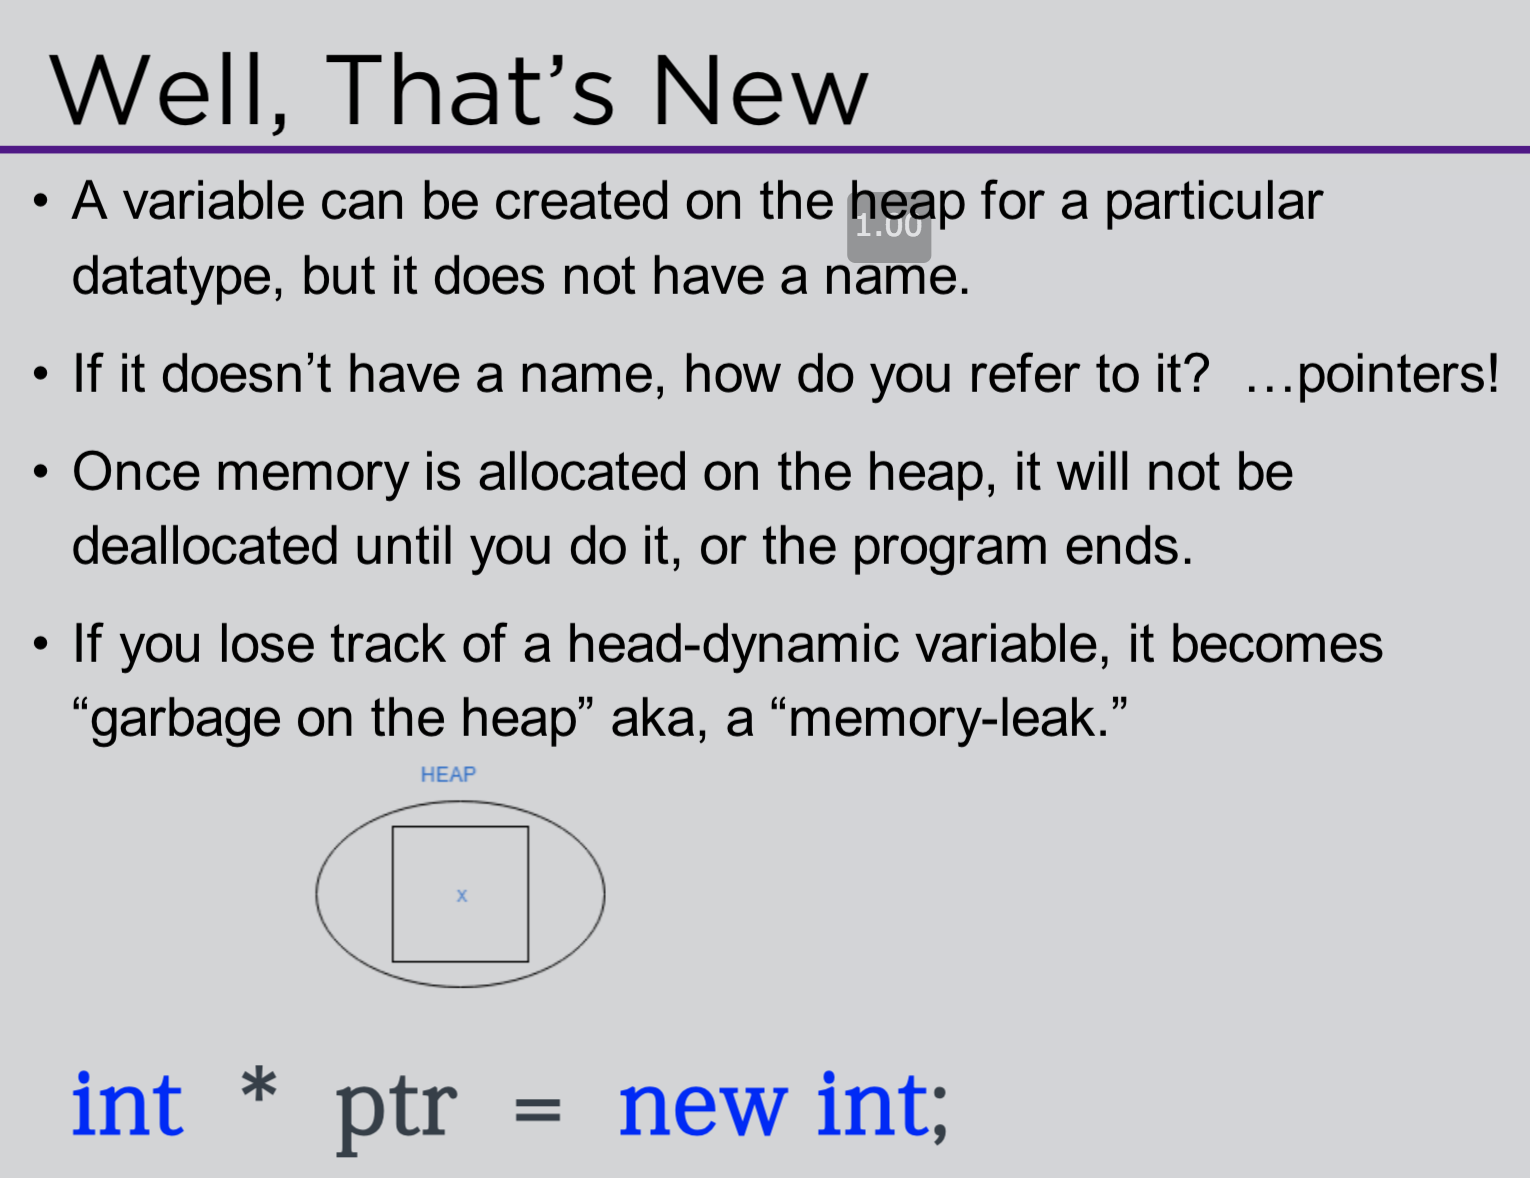 Well, That’s New
• A variable can be created on the heap for a particular
1.00
datatype, but it does not have a name.
• If it doesn’t have a name, how do you refer to it? …pointers!
• Once memory is allocated on the heap, it will not be
deallocated until you do it, or the program ends.
• If you lose track of a head-dynamic variable, it becomes
“garbage on the heap” aka, a “memory-leak.”
HEAP
x
int * ptr = new int;